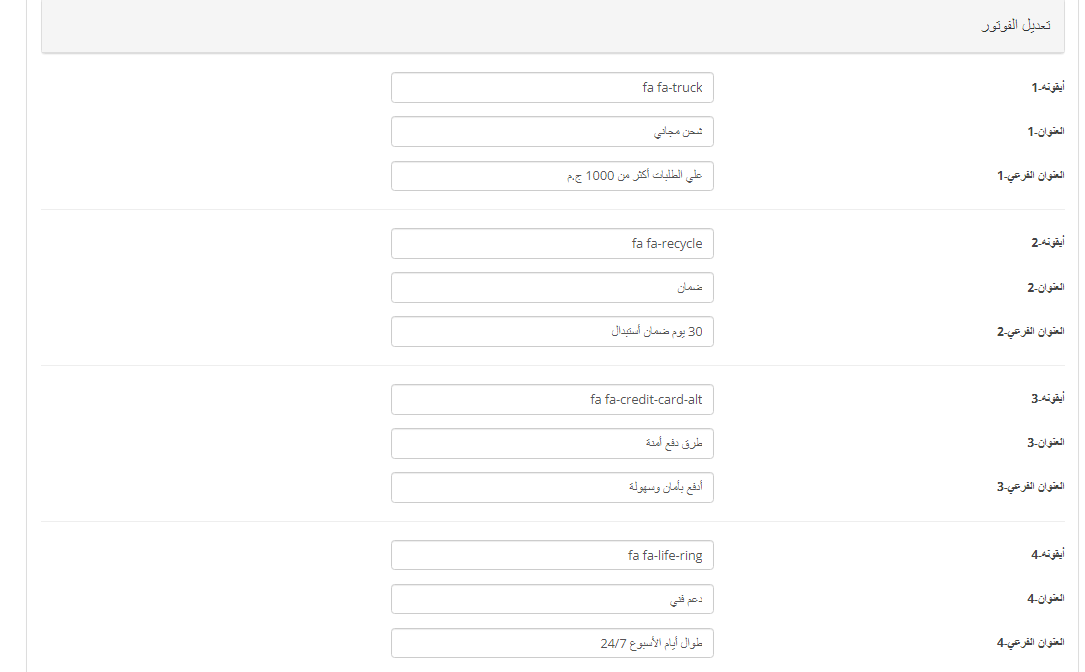 تعديل الفوتور
أيقونه-1
fa fa-truck
العنوان-1
شحن مجاني
العنوان الفرعي-1
علي الطلبات أكثر من 1000 ج.م
أيقونه-2
fa fa-recycle
العنوان-2
ضمان
العنوان الفرعي-2
30 يوم ضمان أستبدال
أيقونه-3
fa fa-credit-card-alt
العنوان-3
طرق دفع أمنة
العنوان الفرعي-3
أدفع بأمان وسهولة
أيقونه-4
fa fa-life-ring
العنوان-4
دعم فني
العنوان الفرعي-4
طوال أيام الأسبوع 24/7